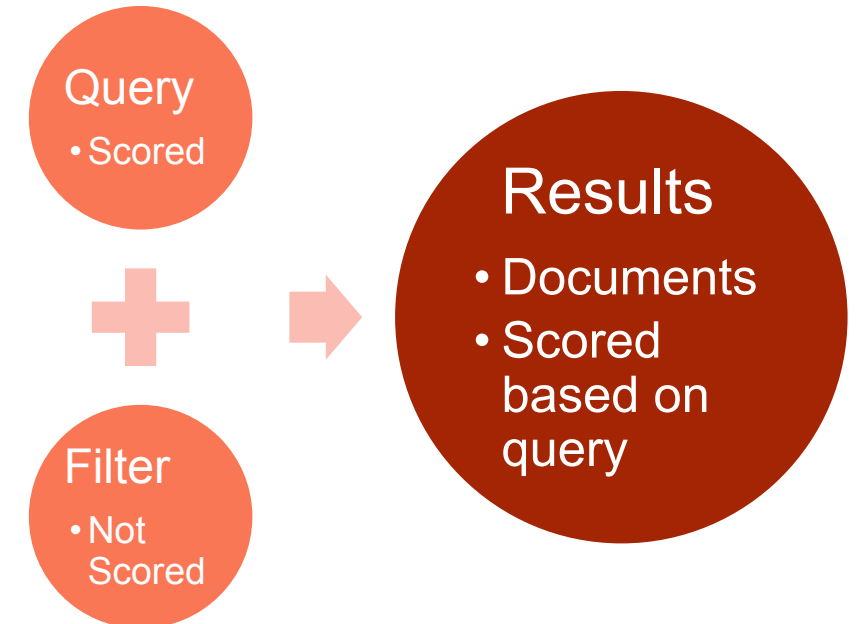 Query
• Scored
Filter
• Not
Scored
Results
• Documents
• Scored
based on
query